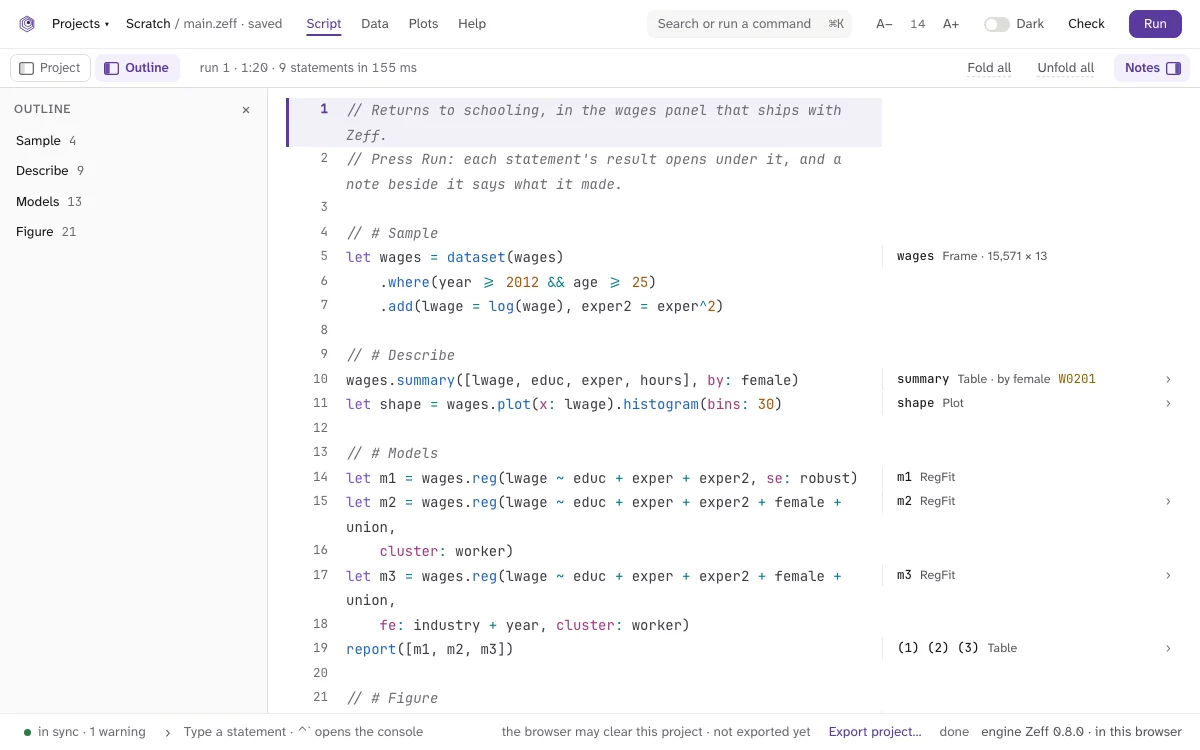 Projects ▾ Scratch / main.zeff · saved Script Data Plots Help Search or run a command ⌘K A− 14 A+ Dark Check Run
Project Outline run 1 · 1:20 · 9 statements in 155 ms Fold all Unfold all Notes
OUTLINE ×
Sample 4
Describe 9
Models 13
Figure 21
1 // Returns to schooling, in the wages panel that ships with
Zeff.
2 // Press Run: each statement's result opens under it, and a
note beside it says what it made.
3
4 // # Sample
5 let wages = dataset(wages) wages Frame · 15,571 × 13
6 .where(year ⩾ 2012 && age ⩾ 25)
7 .add(lwage = log(wage), exper2 = exper^2)
8
9 // # Describe
10 wages.summary([lwage, educ, exper, hours], by: female) summary Table · by female W0201 ›
11 let shape = wages.plot(x: lwage).histogram(bins: 30) shape Plot ›
12
13 // # Models
14 let m1 = wages.reg(lwage ~ educ + exper + exper2, se: robust) m1 RegFit
15 let m2 = wages.reg(lwage ~ educ + exper + exper2 + female + m2 RegFit ›
union,
16 cluster: worker)
17 let m3 = wages.reg(lwage ~ educ + exper + exper2 + female + m3 RegFit ›
union,
18 fe: industry + year, cluster: worker)
19 report([m1, m2, m3]) (1) (2) (3) Table ›
20
21 // # Figure
in sync · 1 warning › Type a statement · ^` opens the console the browser may clear this project · not exported yet Export project… done engine Zeff 0.8.0 · in this browser